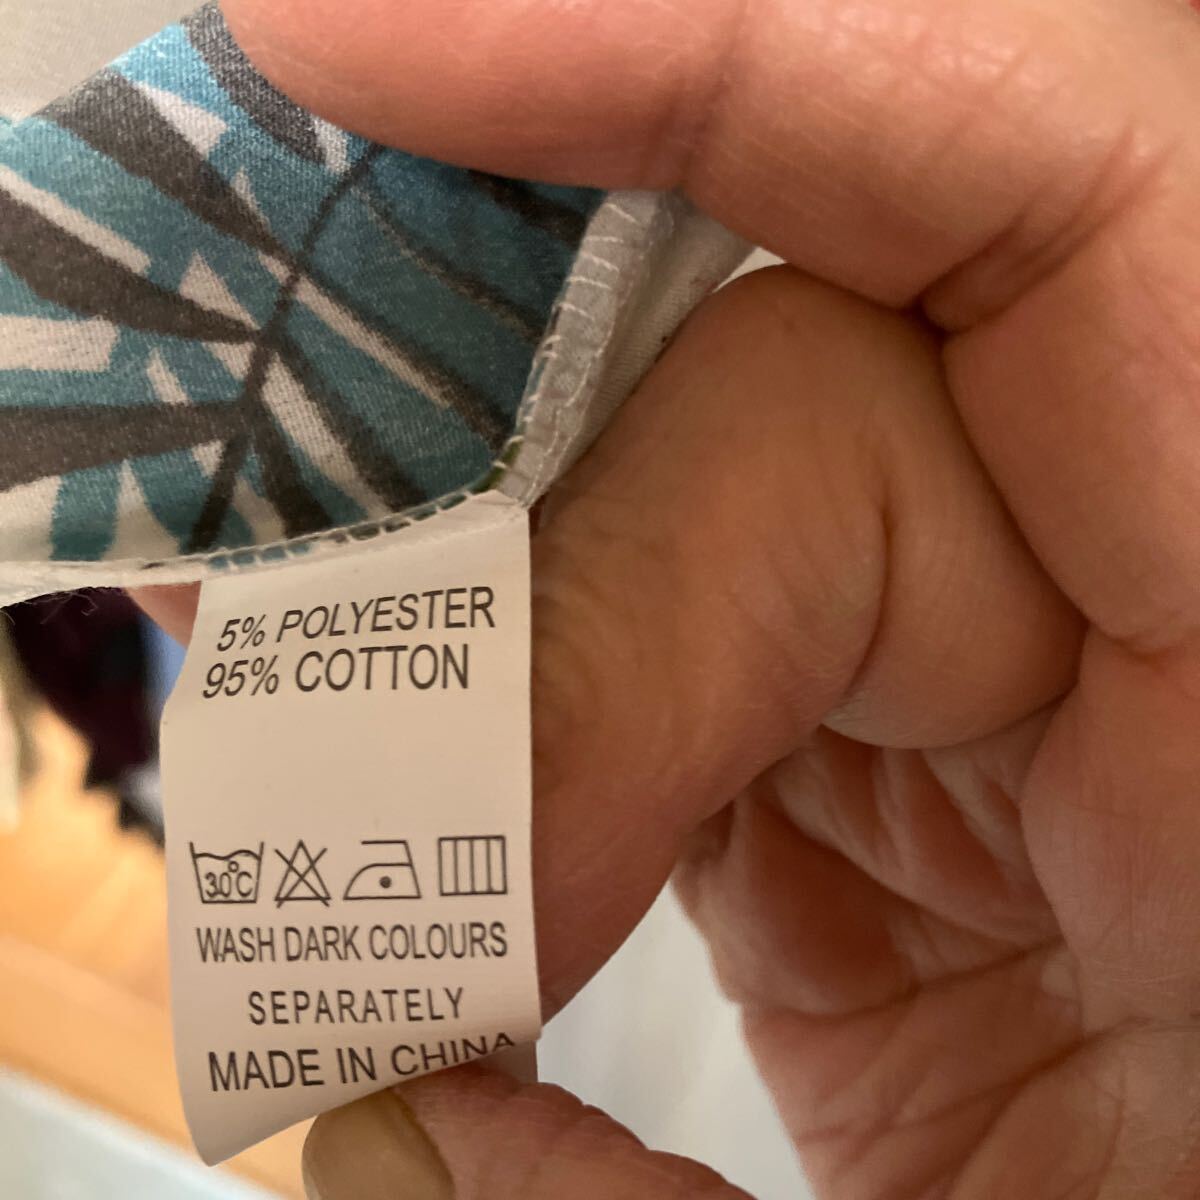 5% POLYESTER
95% COTTON
30°C
WASH DARK COLOURS
SEPARATELY
MADE IN CHINA